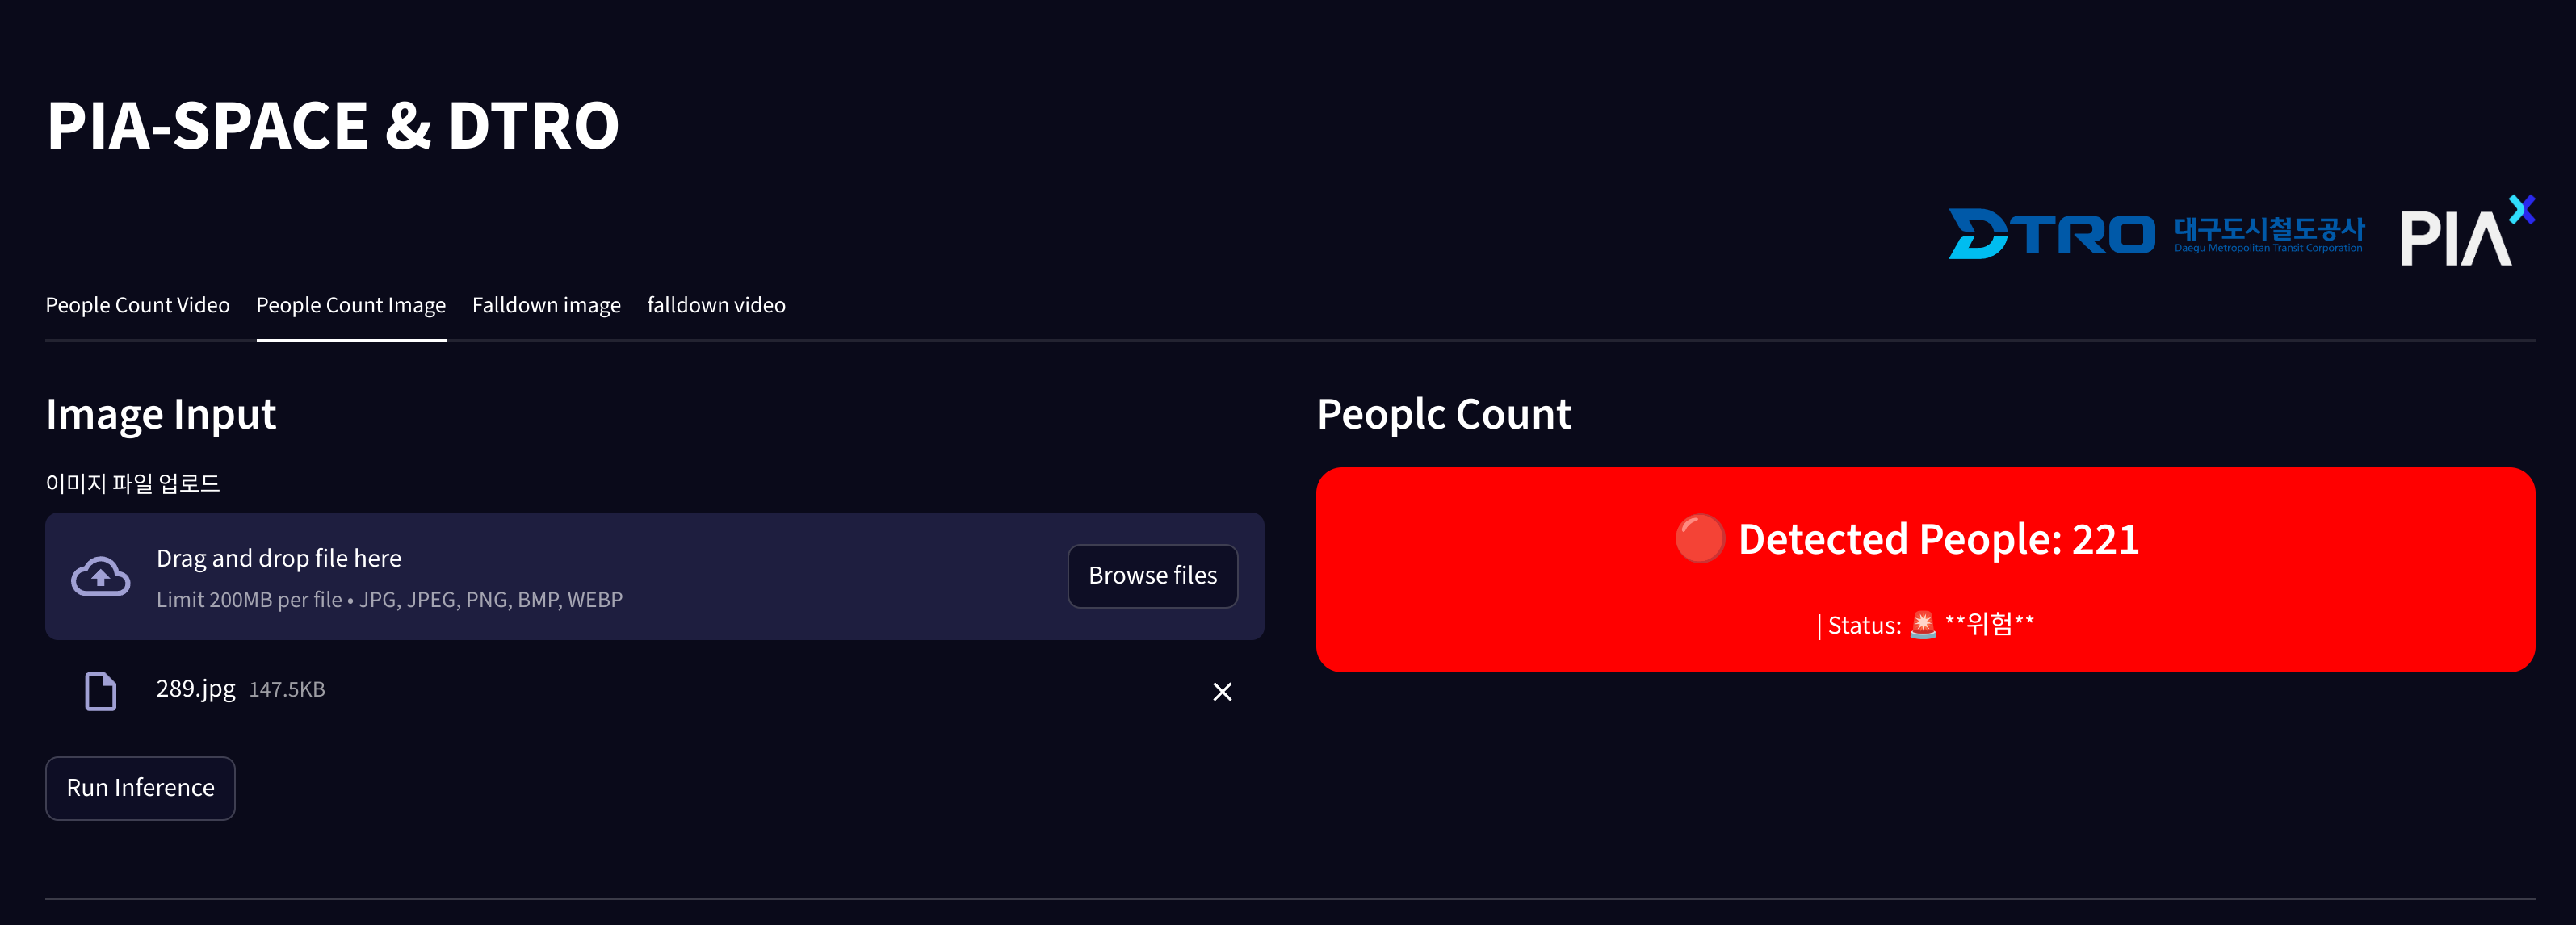 PIA-SPACE & DTRO
DTRO 대구도시철도공사
Daegu Metropolitan Transit Corporation
PIA
People Count Video People Count Image Falldown image falldown video
Image Input
이미지 파일 업로드
Drag and drop file here
Limit 200MB per file • JPG, JPEG, PNG, BMP, WEBP
Browse files
289.jpg 147.5KB
Run Inference
Peoplc Count
Detected People: 221
| Status: 🚨 **위험**